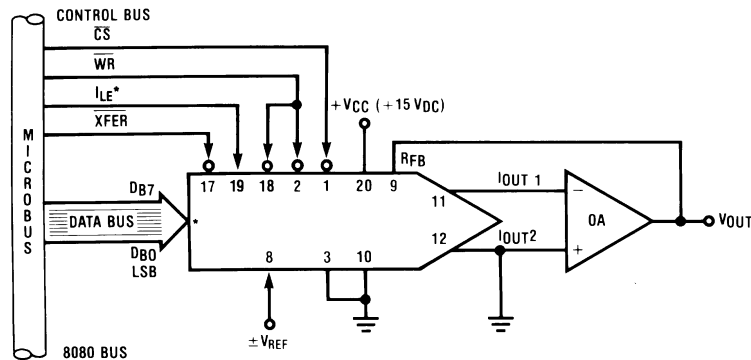 CONTROL BUS
CS
WR
ILE*
XFER
+VCC (+15 VDC)
MICROBUS
RFB
17 19 18 2 1 20 9
DB7
DATA BUS
*
DB0
LSB
11
IOUT 1
12
IOUT2
−
OA
+
VOUT
8 3 10
±VREF
8080 BUS